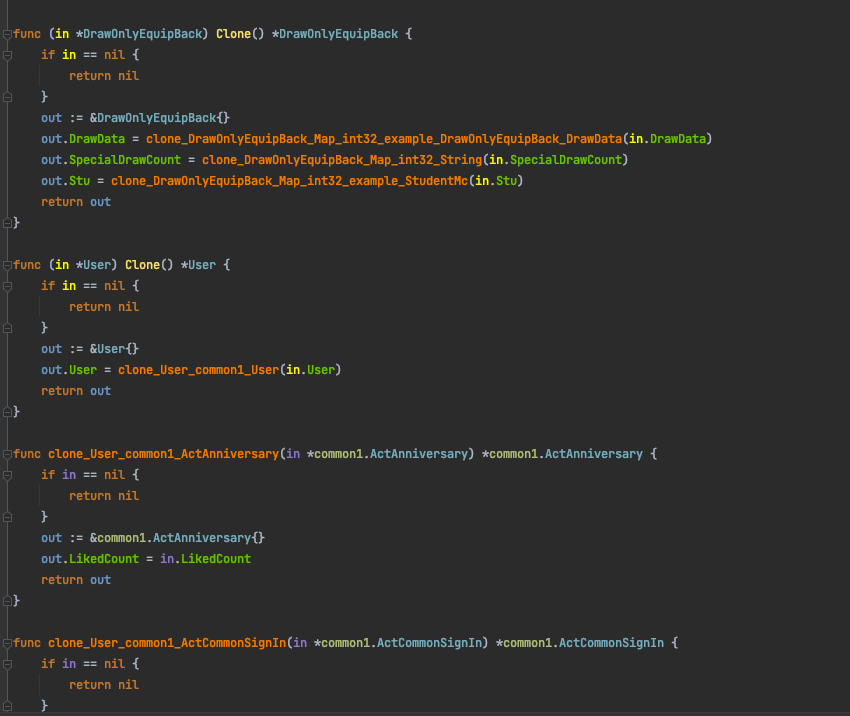 func (in *DrawOnlyEquipBack) Clone() *DrawOnlyEquipBack {
if in == nil {
return nil
}
out := &DrawOnlyEquipBack{}
out.DrawData = clone_DrawOnlyEquipBack_Map_int32_example_DrawOnlyEquipBack_DrawData(in.DrawData)
out.SpecialDrawCount = clone_DrawOnlyEquipBack_Map_int32_String(in.SpecialDrawCount)
out.Stu = clone_DrawOnlyEquipBack_Map_int32_example_StudentMc(in.Stu)
return out
}
func (in *User) Clone() *User {
if in == nil {
return nil
}
out := &User{}
out.User = clone_User_common1_User(in.User)
return out
}
func clone_User_common1_ActAnniversary(in *common1.ActAnniversary) *common1.ActAnniversary {
if in == nil {
return nil
}
out := &common1.ActAnniversary{}
out.LikedCount = in.LikedCount
return out
}
func clone_User_common1_ActCommonSignIn(in *common1.ActCommonSignIn) *common1.ActCommonSignIn {
if in == nil {
return nil
}